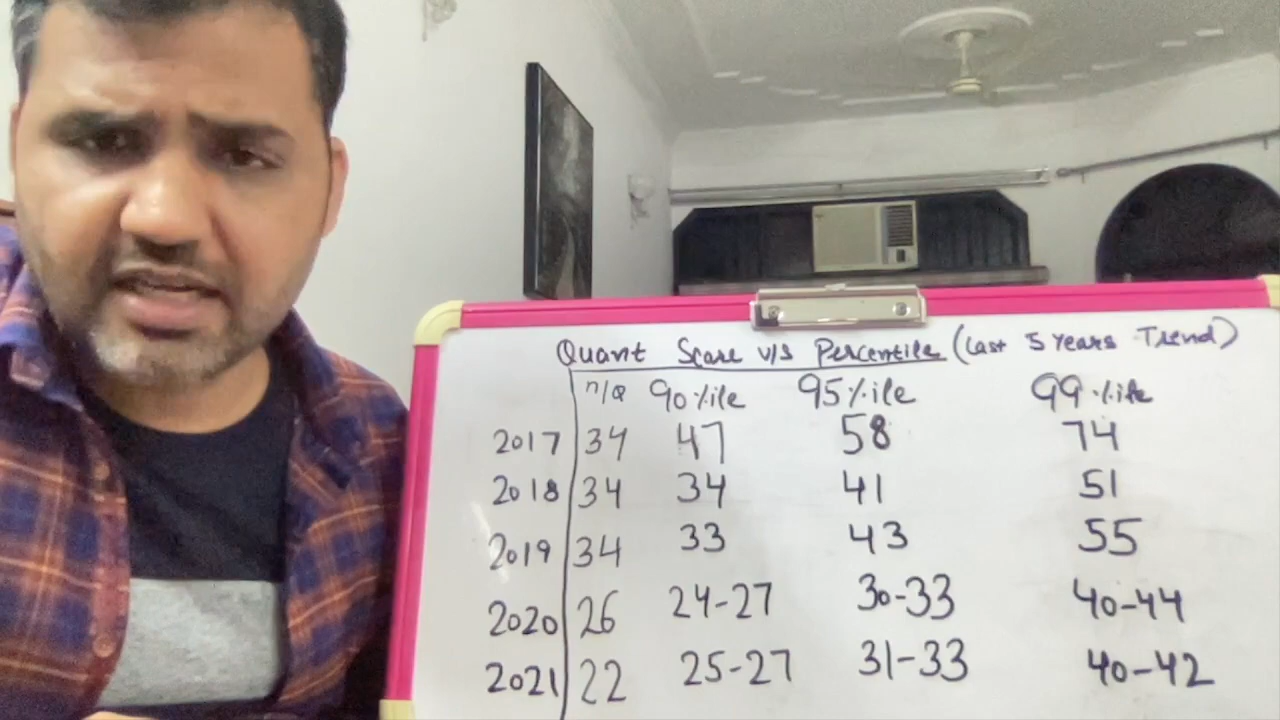 Quant Score v/s Percentile (Last 5 Years Trend)
n/Q 90%ile 95%ile 99%ile
2017 34 47 58 74
2018 34 34 41 51
2019 34 33 43 55
2020 26 24-27 30-33 40-44
2021 22 25-27 31-33 40-42